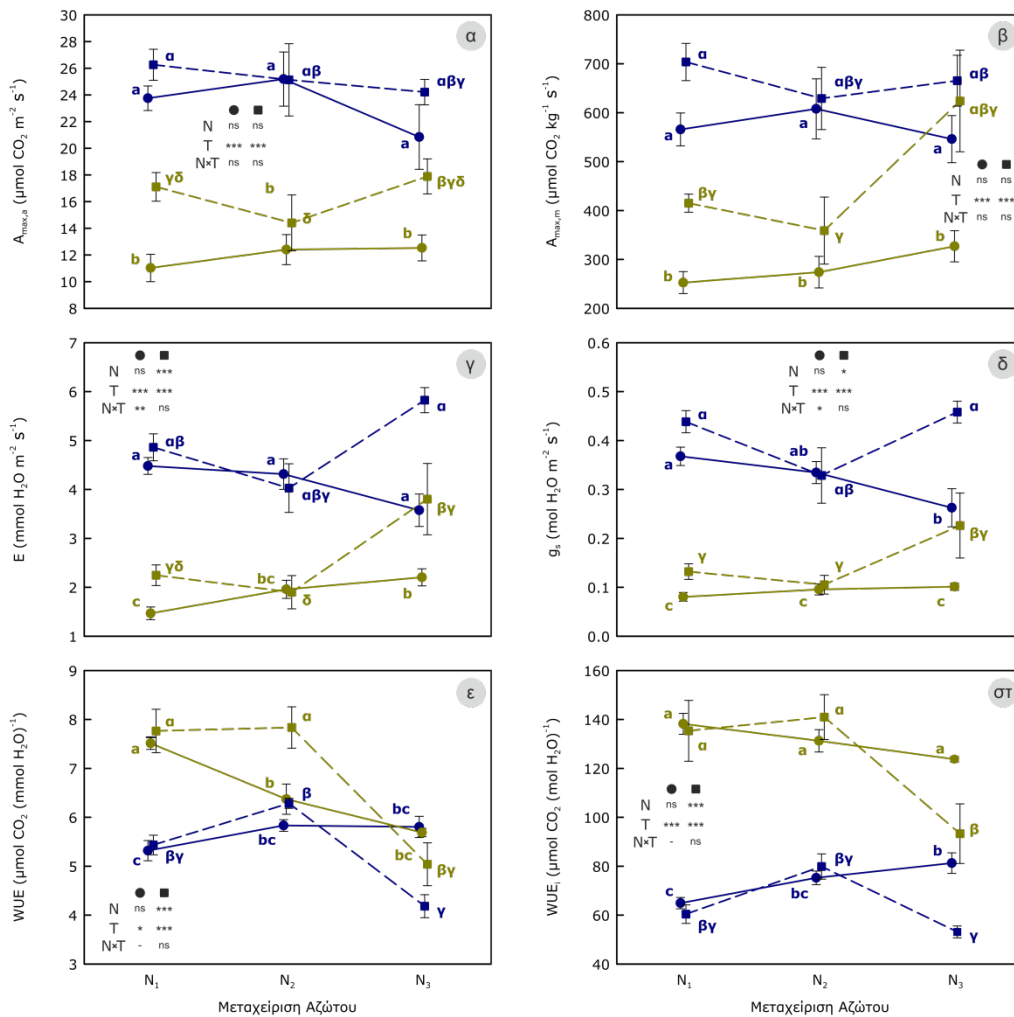 α
A_max,a (μmol CO₂ m⁻² s⁻¹)
30
28
26
24
22
20
18
16
14
12
10
8
a
α
a
αβ
αβγ
a
γδ
b
δ
βγδ
b
b
N ns ns
T *** ***
N×T ns ns
β
A_max,m (μmol CO₂ kg⁻¹ s⁻¹)
800
700
600
500
400
300
200
α
a
αβγ
a
αβ
αβγ
a
βγ
γ
b
b
b
N ns ns
T *** ***
N×T ns ns
γ
E (mmol H₂O m⁻² s⁻¹)
7
6
5
4
3
2
1
N ns ***
T *** ***
N×T ** ns
αβ
a
a
αβγ
α
a
γδ
c
bc
δ
βγ
b
δ
g_s (mol H₂O m⁻² s⁻¹)
0.6
0.5
0.4
0.3
0.2
0.1
0.0
N ns *
T *** ***
N×T * ns
α
a
ab
αβ
α
b
γ
c
γ
c
βγ
c
ε
WUE (μmol CO₂ (mmol H₂O)⁻¹)
9
8
7
6
5
4
3
a
α
α
b
β
bc
bc
bc
c
βγ
βγ
γ
N ns ***
T * ***
N×T - ns
N₁
N₂
N₃
Μεταχείριση Αζώτου
στ
WUE_i (μmol CO₂ (mol H₂O)⁻¹)
160
140
120
100
80
60
40
a
α
α
a
a
β
N ns ***
T *** ***
N×T - ns
c
βγ
βγ
bc
b
γ
N₁
N₂
N₃
Μεταχείριση Αζώτου